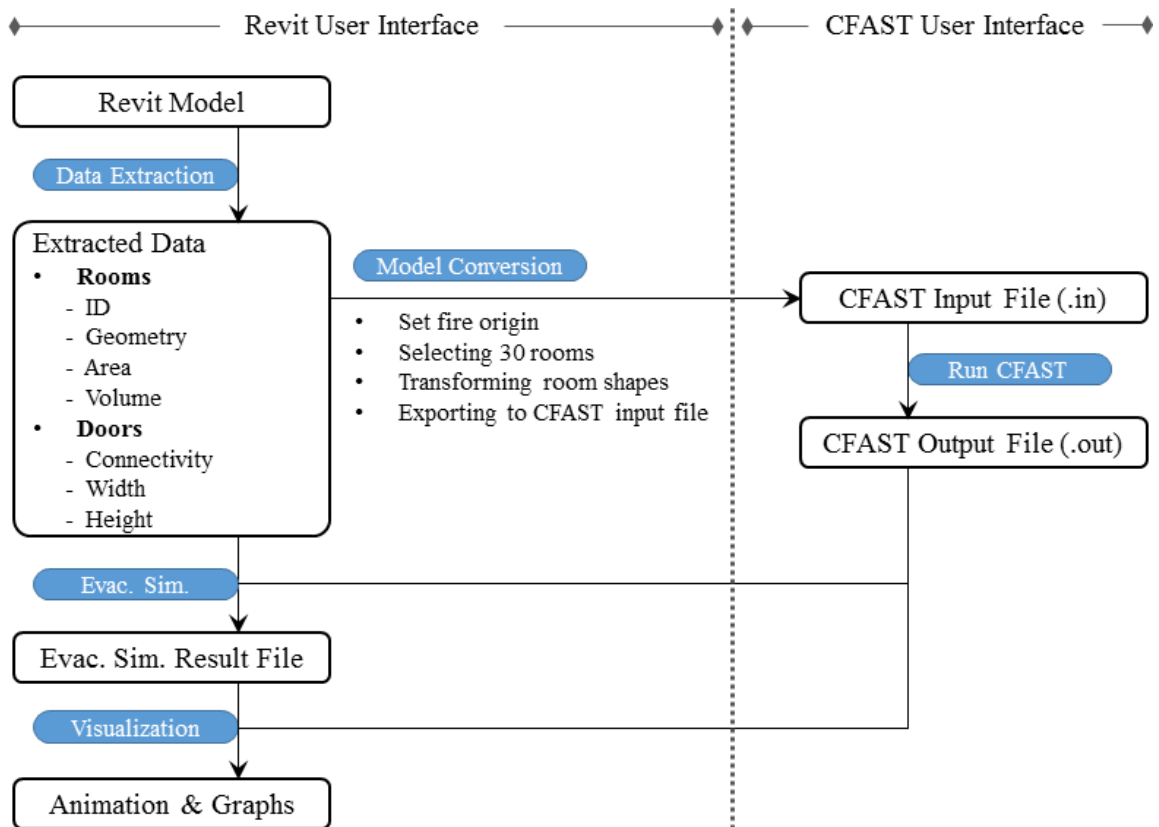 Revit User Interface
CFAST User Interface
Revit Model
Data Extraction
Extracted Data
• Rooms
- ID
- Geometry
- Area
- Volume
• Doors
- Connectivity
- Width
- Height
Model Conversion
• Set fire origin
• Selecting 30 rooms
• Transforming room shapes
• Exporting to CFAST input file
CFAST Input File (.in)
Run CFAST
CFAST Output File (.out)
Evac. Sim.
Evac. Sim. Result File
Visualization
Animation & Graphs